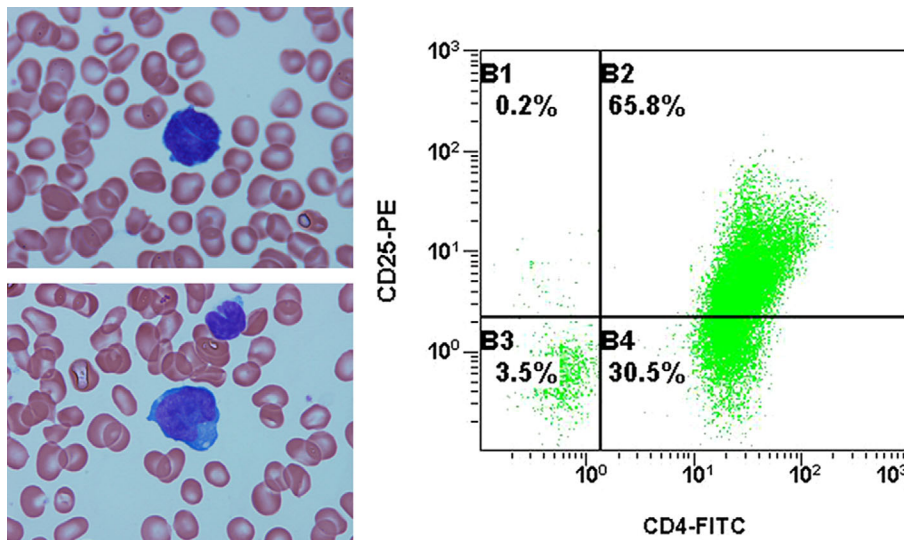 10³
B1
0.2%
B2
65.8%
10²
CD25-PE
10¹
10⁰
B3
3.5%
B4
30.5%
10⁰
10¹
10²
10³
CD4-FITC